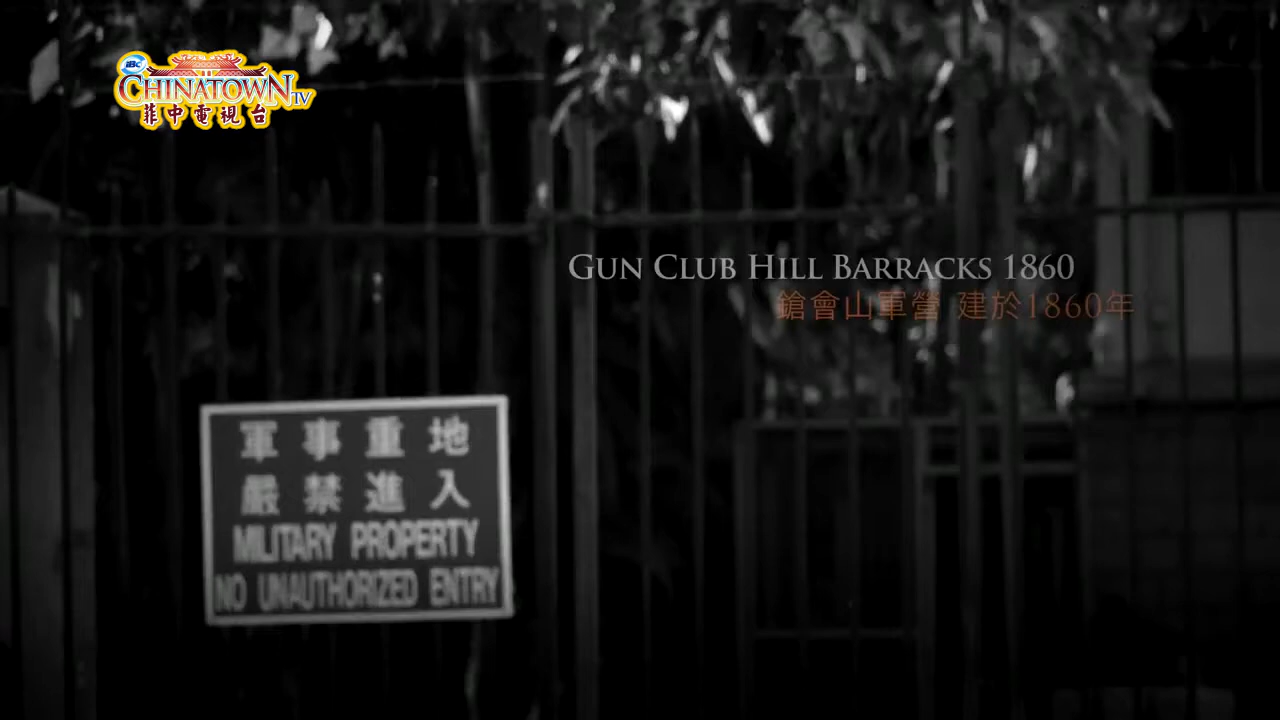 iBC
CHINATOWN TV
菲中電視台
GUN CLUB HILL BARRACKS 1860
鎗會山軍營 建於1860年
軍事重地
嚴禁進入
MILITARY PROPERTY
NO UNAUTHORIZED ENTRY